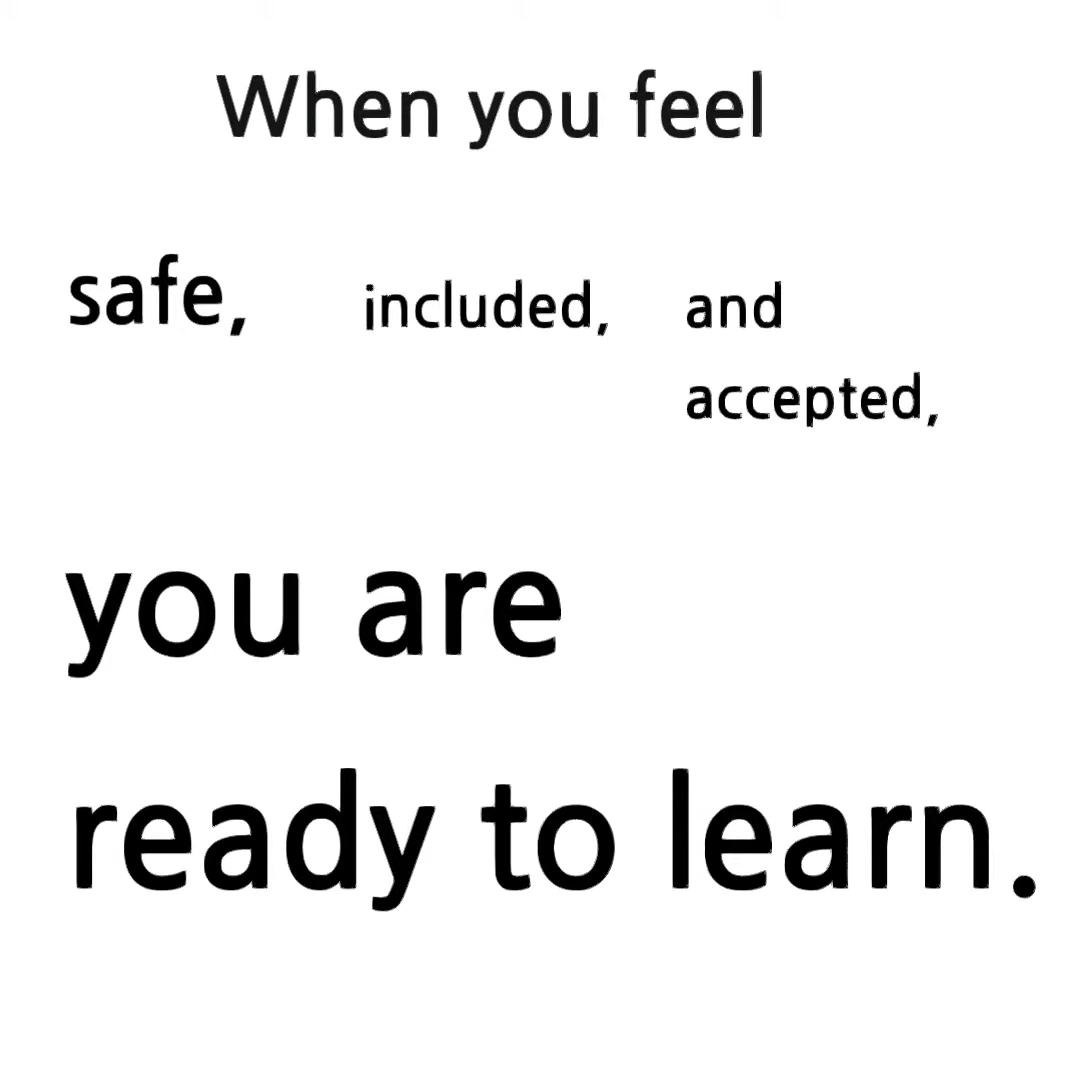 When you feel
safe, included, and
accepted,
you are
ready to learn.